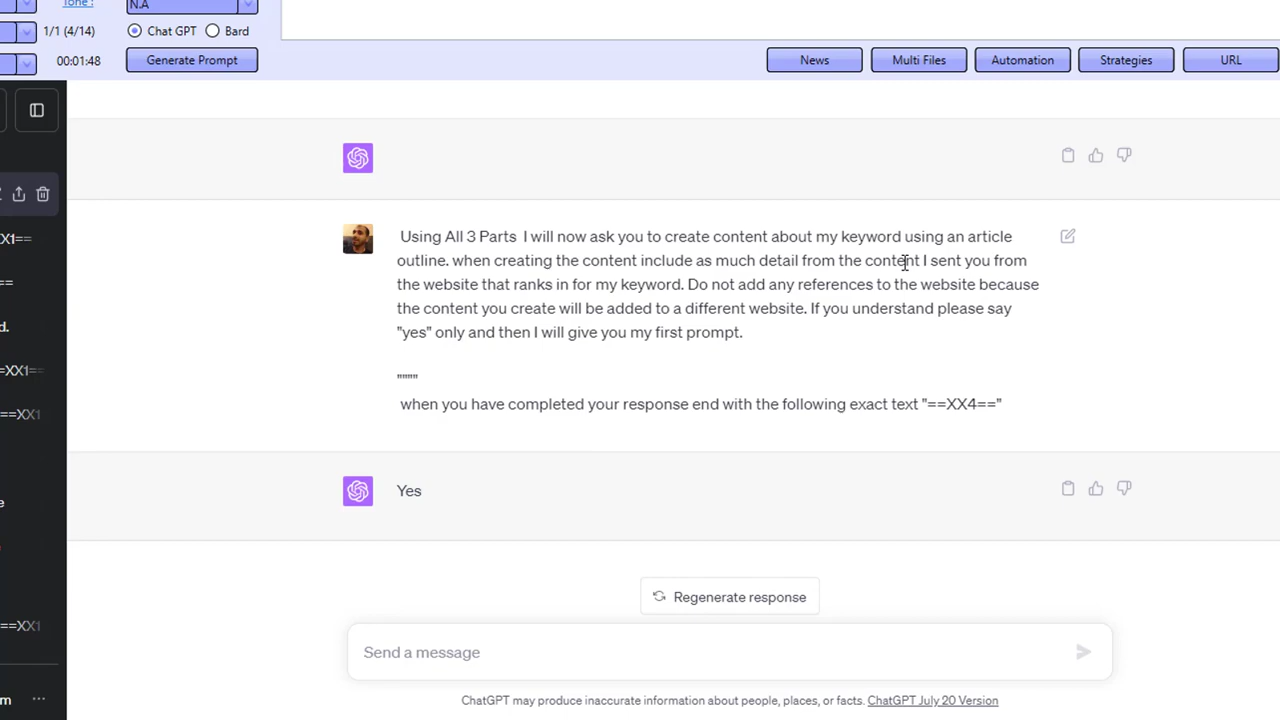 Tone :
N.A
1/1 (4/14)
Chat GPT
Bard
00:01:48
Generate Prompt
News
Multi Files
Automation
Strategies
URL
Using All 3 Parts  I will now ask you to create content about my keyword using an article
outline. when creating the content include as much detail from the content I sent you from
the website that ranks in for my keyword. Do not add any references to the website because
the content you create will be added to a different website. If you understand please say
"yes" only and then I will give you my first prompt.
""""
when you have completed your response end with the following exact text "==XX4=="
Yes
X1==
==
d.
=XX1==
==XX1
e
==XX1
m
Regenerate response
Send a message
ChatGPT may produce inaccurate information about people, places, or facts. ChatGPT July 20 Version